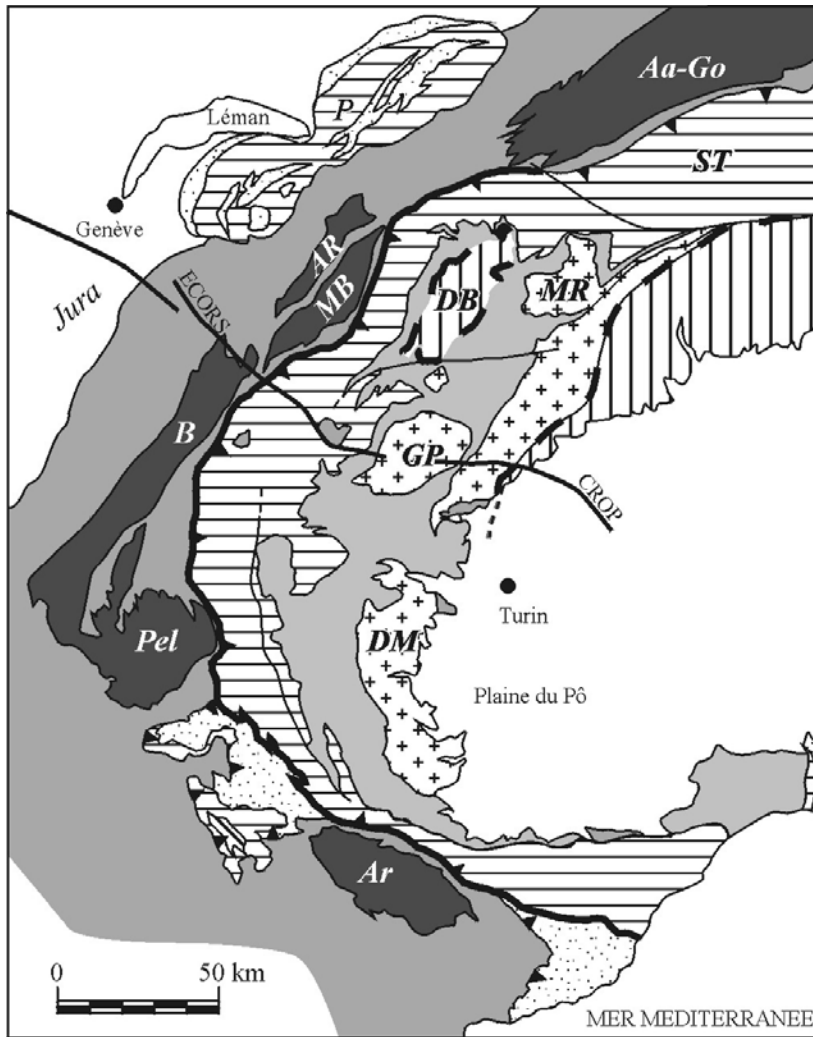 Aa-Go
P
Léman
ST
Genève
AR
MB
DB
MR
Jura
ECORS
B
GP
CROP
Turin
Pel
DM
Plaine du Pô
Ar
0 50 km
MER MEDITERRANEE